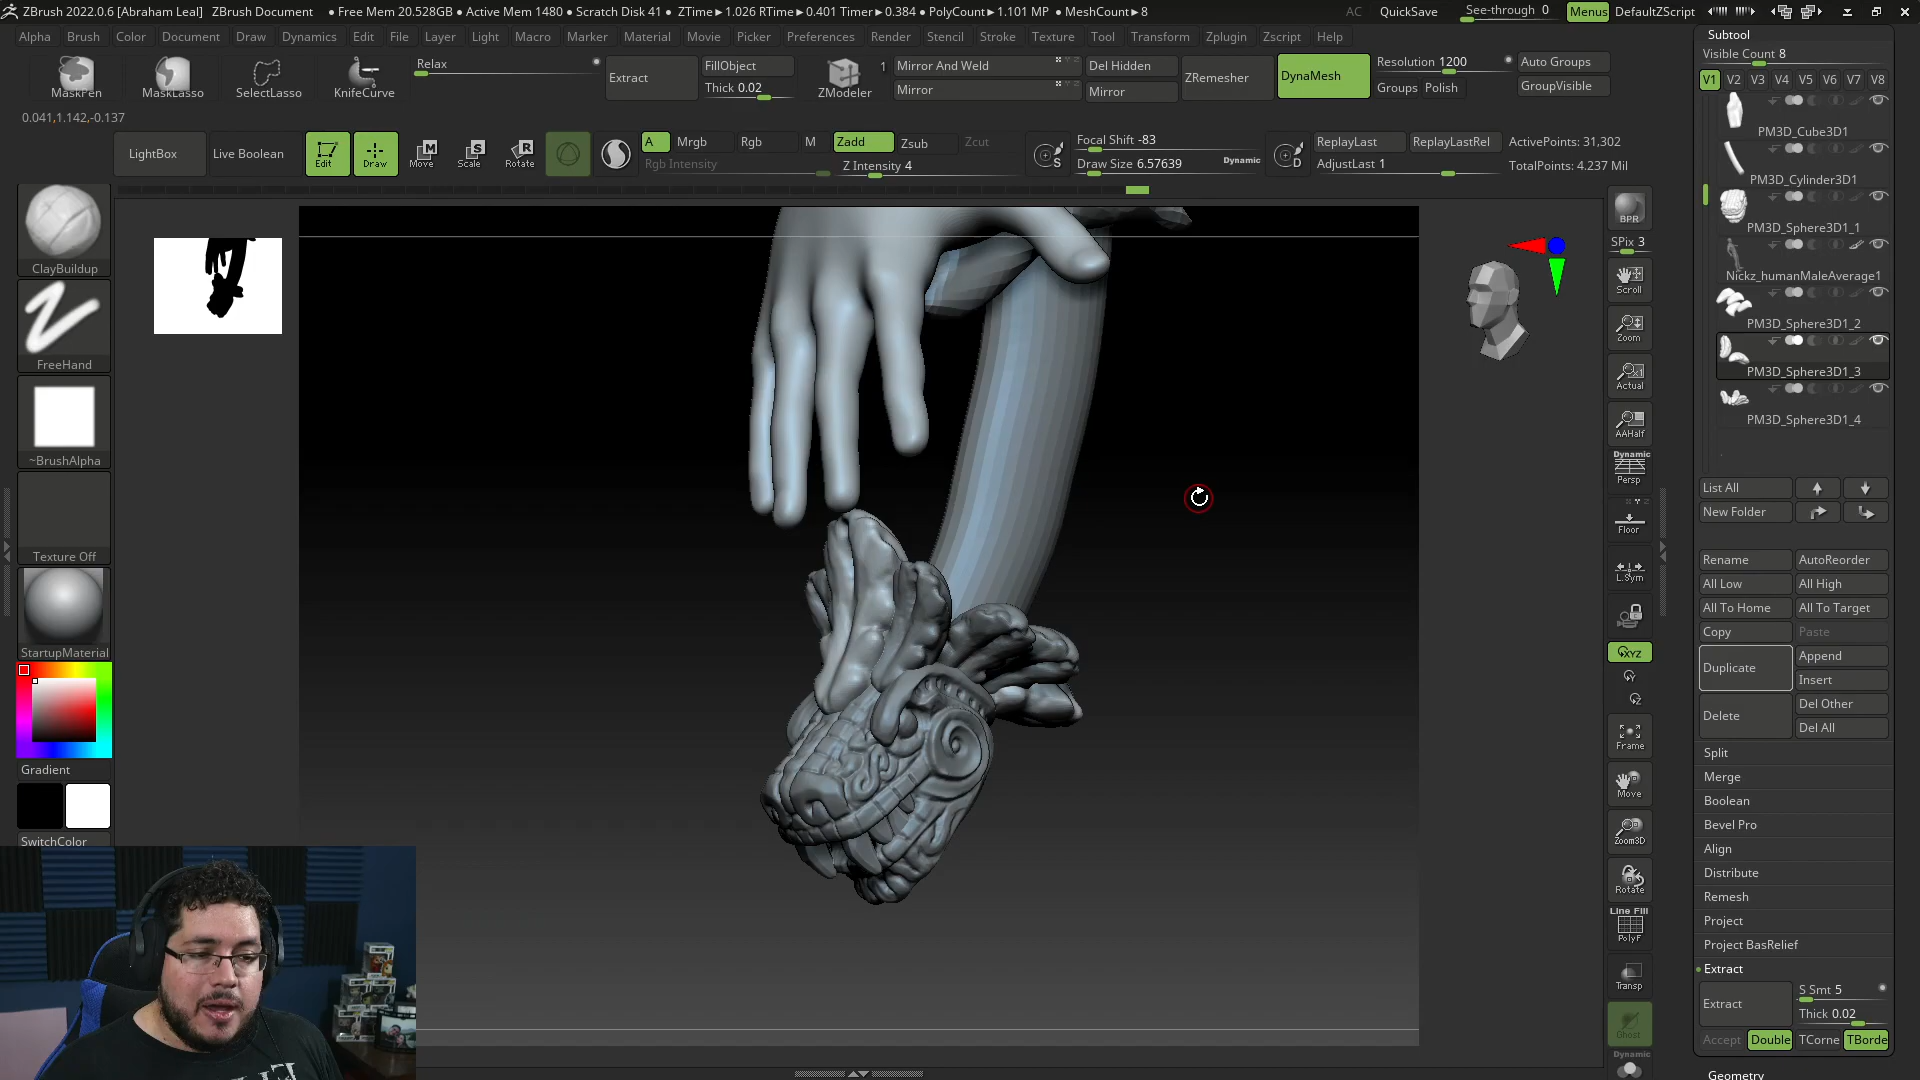 ZBrush 2022.0.6 [Abraham Leal] ZBrush Document ● Free Mem 20.528GB ● Active Mem 1480 ● Scratch Disk 41 ● ZTime►1.026 RTime►0.401 Timer►0.384 ● PolyCount►1.101 MP ● MeshCount►8 AC QuickSave See-through 0 Menus DefaultZScript
Alpha Brush Color Document Draw Dynamics Edit File Layer Light Macro Marker Material Movie Picker Preferences Render Stencil Stroke Texture Tool Transform Zplugin Zscript Help
MaskPen MaskLasso SelectLasso KnifeCurve Relax Extract FillObject Thick 0.02 ZModeler 1 Mirror And Weld Mirror Del Hidden Mirror ZRemesher DynaMesh Resolution 1200 Groups Polish Auto Groups GroupVisible
0.041,1.142,-0.137
LightBox Live Boolean Edit Draw Move Scale Rotate A Mrgb Rgb M Zadd Zsub Zcut
Rgb Intensity Z Intensity 4
S Focal Shift -83
Draw Size 6.57639 Dynamic
D ReplayLast ReplayLastRel ActivePoints: 31,302
AdjustLast 1 TotalPoints: 4.237 Mil
ClayBuildup
FreeHand
~BrushAlpha
Texture Off
StartupMaterial
Gradient
SwitchColor
BPR
SPix 3
Scroll
Zoom
Actual
AAHalf
Dynamic
Persp
Floor
L.Sym
XYZ
Frame
Move
Zoom3D
Rotate
Line Fill
PolyF
Transp
Ghost
Dynamic
Subtool
Visible Count 8
V1 V2 V3 V4 V5 V6 V7 V8
PM3D_Cube3D1
PM3D_Cylinder3D1
PM3D_Sphere3D1_1
Nickz_humanMaleAverage1
PM3D_Sphere3D1_2
PM3D_Sphere3D1_3
PM3D_Sphere3D1_4
List All
New Folder
Rename AutoReorder
All Low All High
All To Home All To Target
Copy Paste
Duplicate Append
Insert
Delete Del Other
Del All
Split
Merge
Boolean
Bevel Pro
Align
Distribute
Remesh
Project
Project BasRelief
Extract
Extract S Smt 5
Thick 0.02
Accept Double TCorne TBorde
Geometry